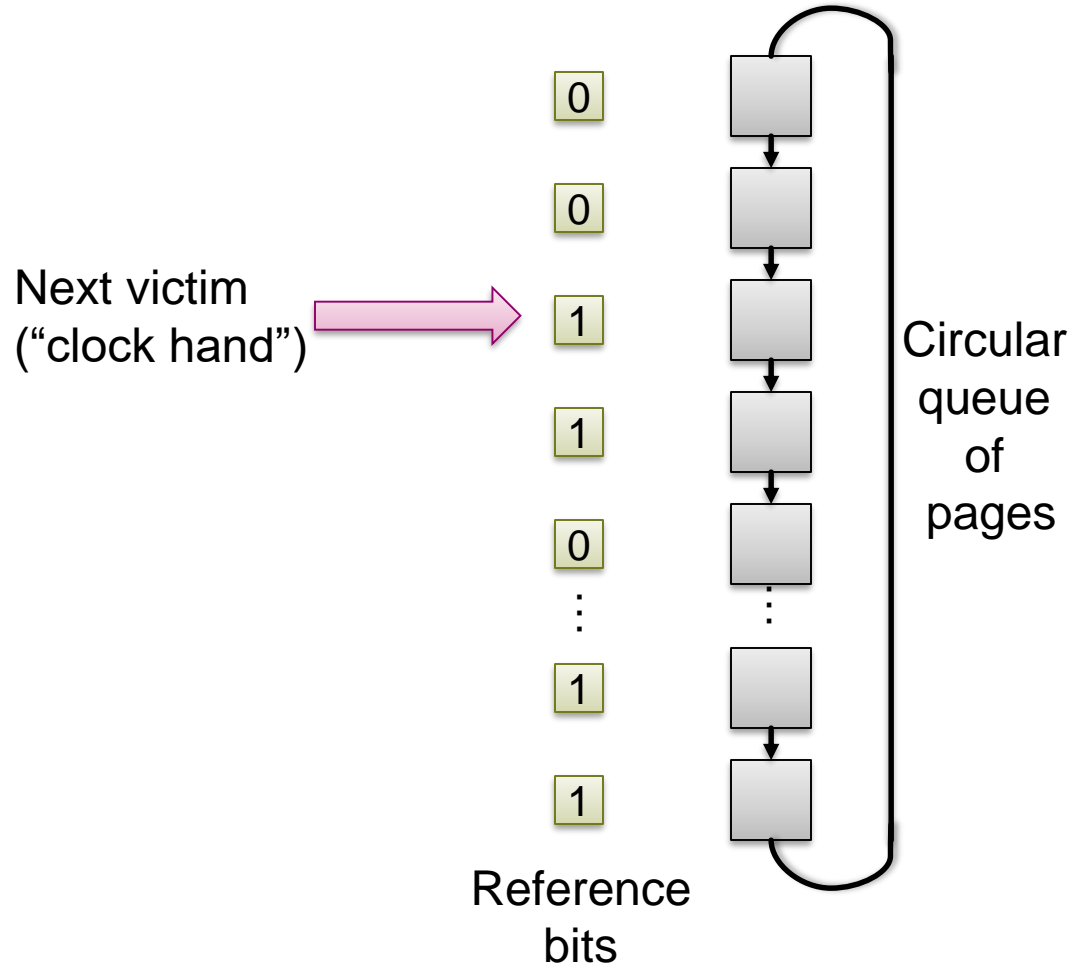 0
0
Next victim
(“clock hand”)
1
1
0
⋮
⋮
1
1
Circular
queue
of
pages
Reference
bits